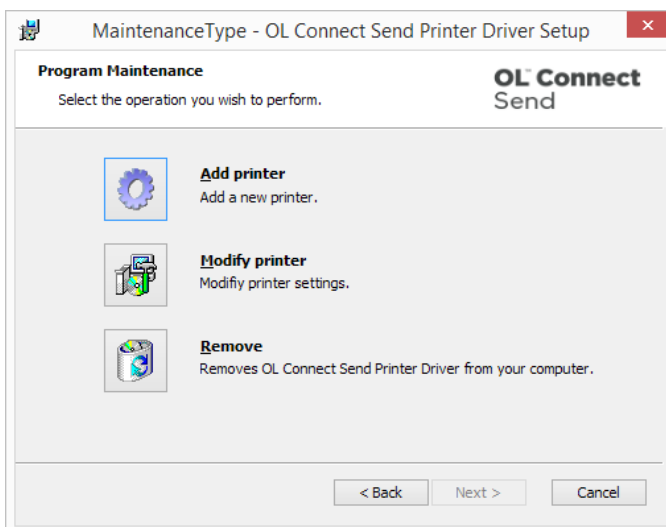 MaintenanceType - OL Connect Send Printer Driver Setup
Program Maintenance
Select the operation you wish to perform.
OL™ Connect
Send
Add printer
Add a new printer.
Modify printer
Modifiy printer settings.
Remove
Removes OL Connect Send Printer Driver from your computer.
< Back
Next >
Cancel